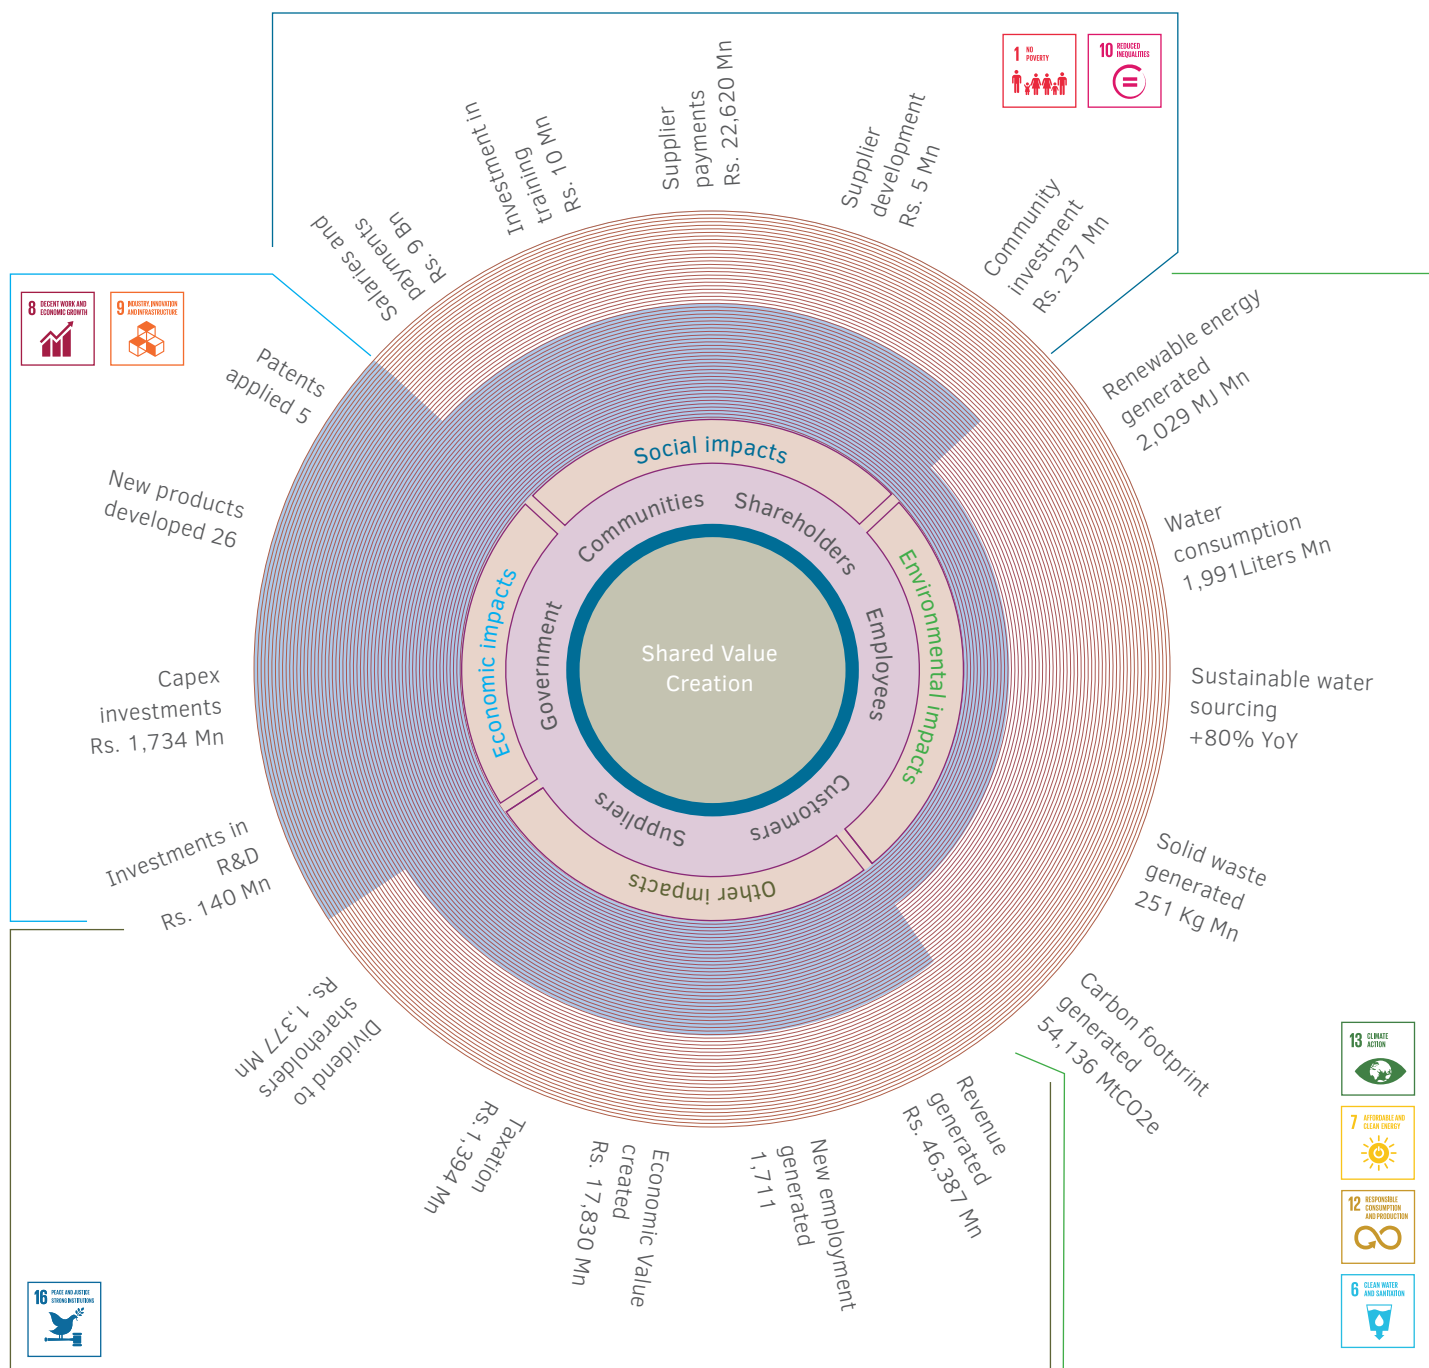 1 NO
POVERTY
10 REDUCED
INEQUALITIES
Salaries and
payments
Rs. 9 Bn
Investment in
training
Rs. 10 Mn
Supplier
payments
Rs. 22,620 Mn
Supplier
development
Rs. 5 Mn
Community
investment
Rs. 237 Mn
8 DECENT WORK AND
ECONOMIC GROWTH
9 INDUSTRY, INNOVATION
AND INFRASTRUCTURE
Patents
applied 5
New products
developed 26
Capex
investments
Rs. 1,734 Mn
Investments in
R&D
Rs. 140 Mn
Renewable energy
generated
2,029 MJ Mn
Water
consumption
1,991Liters Mn
Sustainable water
sourcing
+80% YoY
Solid waste
generated
251 Kg Mn
Carbon footprint
generated
54,136 MtCO2e
Social impacts
Environmental impacts
Other impacts
Economic impacts
Communities
Shareholders
Employees
Customers
Suppliers
Government
Shared Value
Creation
Dividend to
shareholders
Rs. 1,377 Mn
Taxation
Rs. 1,394 Mn
Economic Value
created
Rs. 17,830 Mn
New employment
generated
1,711
Revenue
generated
Rs. 46,387 Mn
13 CLIMATE
ACTION
7 AFFORDABLE AND
CLEAN ENERGY
12 RESPONSIBLE
CONSUMPTION
AND PRODUCTION
6 CLEAN WATER
AND SANITATION
16 PEACE AND JUSTICE
STRONG INSTITUTIONS